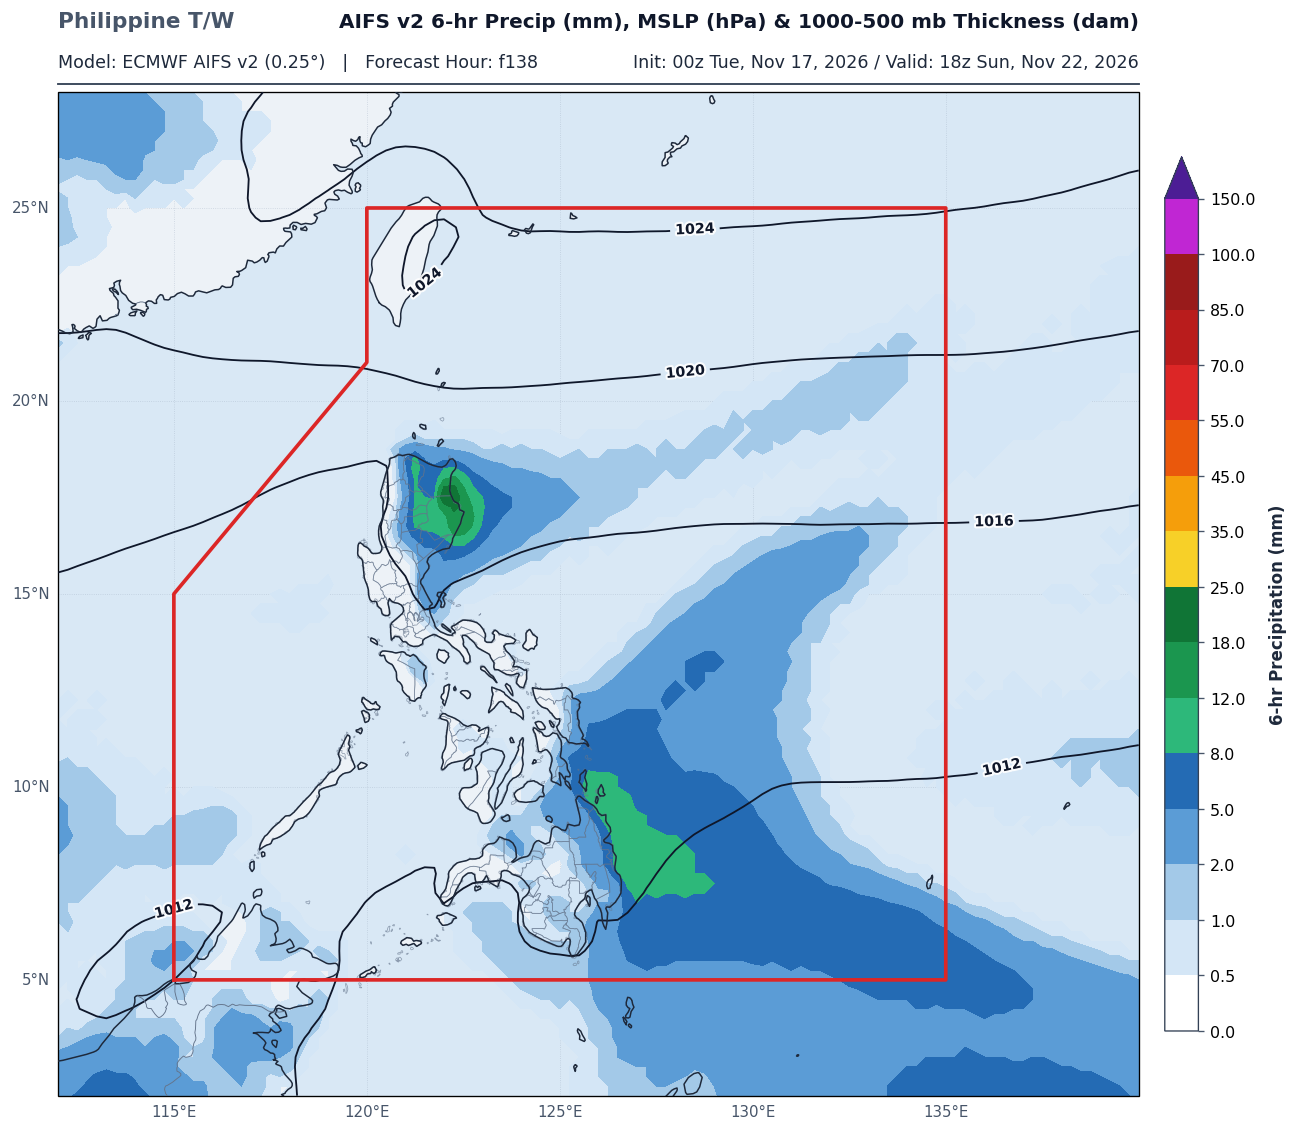 Philippine T/W
AIFS v2 6-hr Precip (mm), MSLP (hPa) & 1000-500 mb Thickness (dam)
Model: ECMWF AIFS v2 (0.25°) | Forecast Hour: f138
Init: 00z Tue, Nov 17, 2026 / Valid: 18z Sun, Nov 22, 2026
25°N
20°N
15°N
10°N
5°N
115°E
120°E
125°E
130°E
135°E
1024
1024
1020
1016
1012
1012
150.0
100.0
85.0
70.0
55.0
45.0
35.0
25.0
18.0
12.0
8.0
5.0
2.0
1.0
0.5
0.0
6-hr Precipitation (mm)